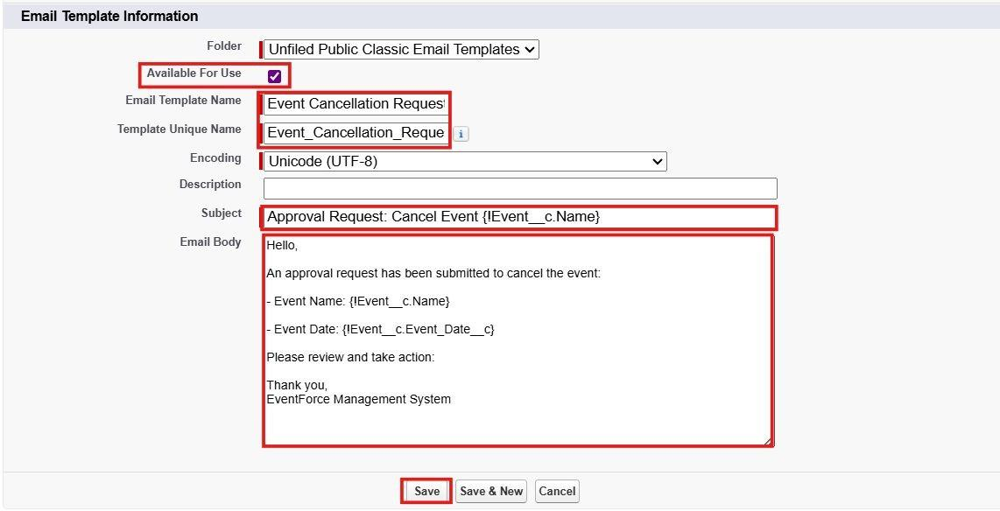 Email Template Information
Folder Unfiled Public Classic Email Templates
Available For Use
Email Template Name Event Cancellation Request
Template Unique Name Event_Cancellation_Reque
Encoding Unicode (UTF-8)
Description
Subject Approval Request: Cancel Event {!Event__c.Name}
Email Body
Hello,
An approval request has been submitted to cancel the event:
- Event Name: {!Event__c.Name}
- Event Date: {!Event__c.Event_Date__c}
Please review and take action:
Thank you,
EventForce Management System
Save Save & New Cancel